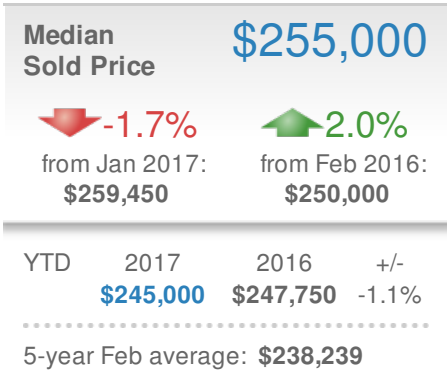 Median $255,000
Sold Price
-1.7% 2.0%
from Jan 2017: from Feb 2016:
$259,450 $250,000
YTD 2017 2016 +/-
$245,000 $247,750 -1.1%
5-year Feb average: $238,239